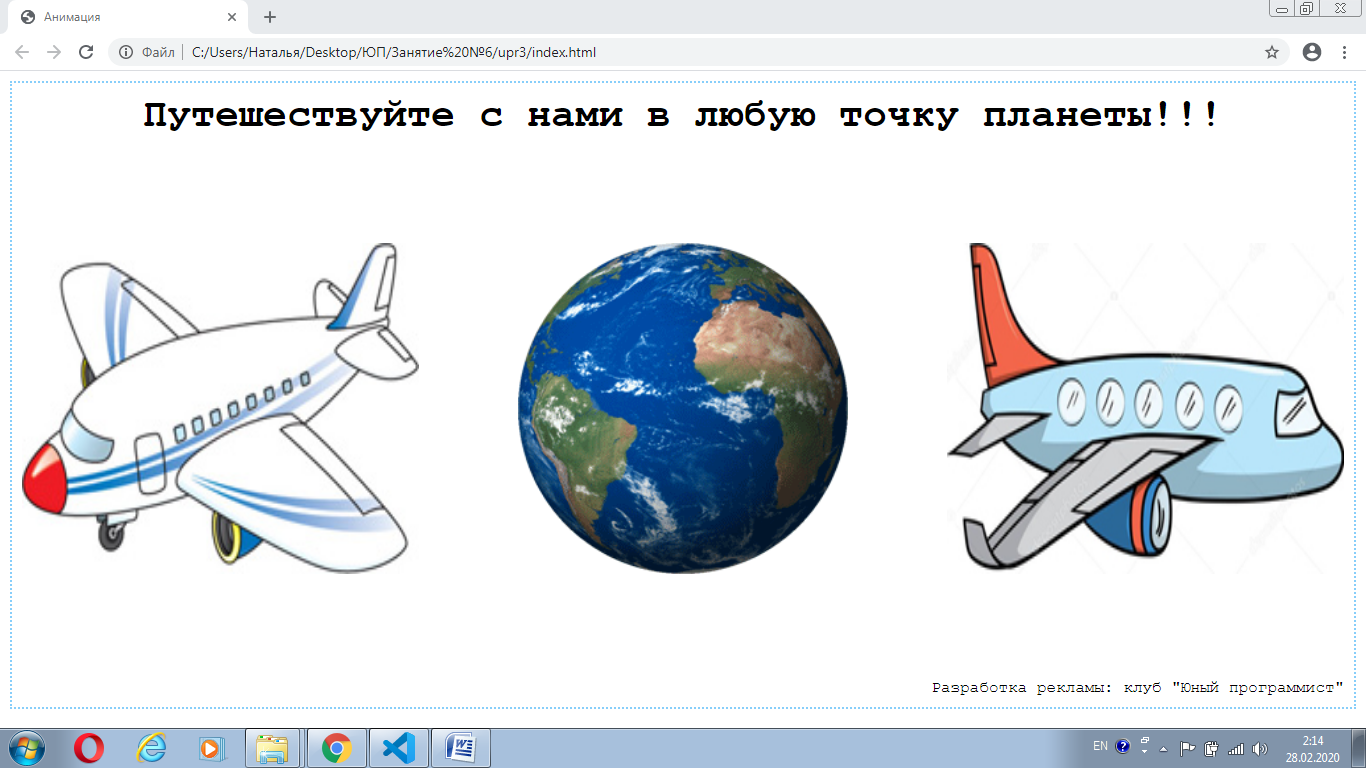 Анимация
Файл C:/Users/Наталья/Desktop/ЮП/Занятие%20№6/upr3/index.html
Путешествуйте с нами в любую точку планеты!!!
Разработка рекламы: клуб "Юный программист"
EN
2:14
28.02.2020